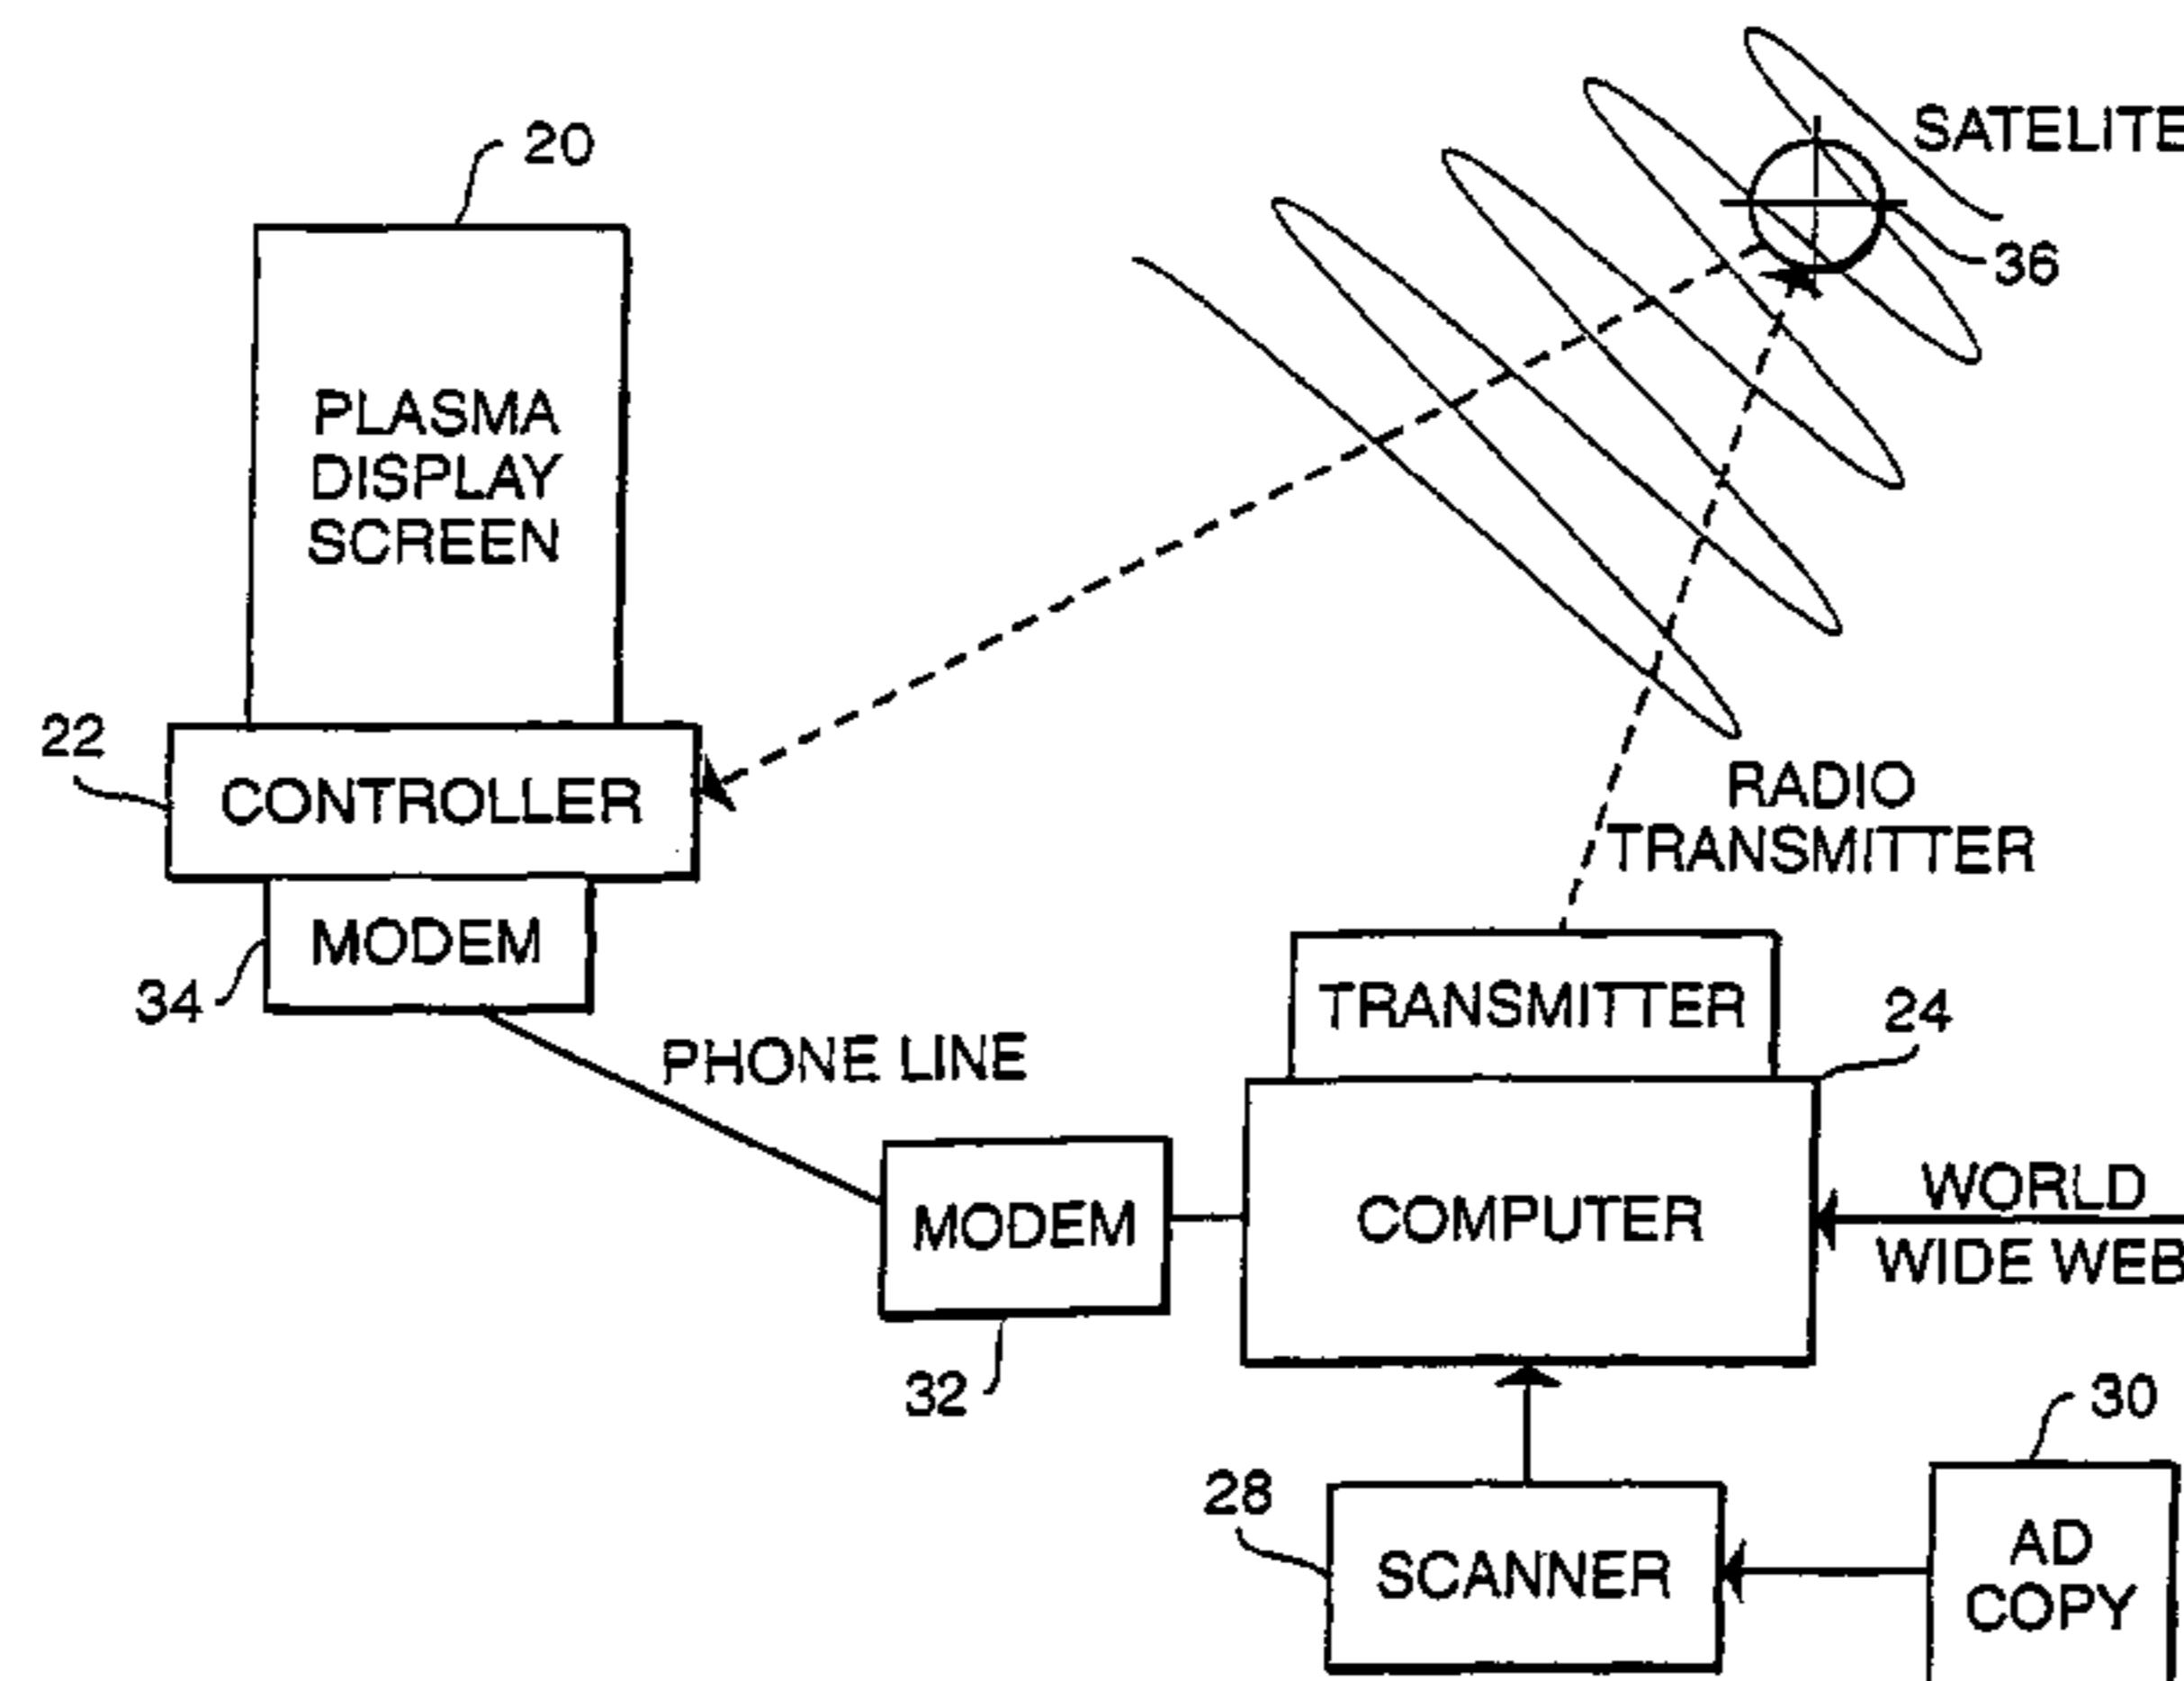 20
SATELITE
36
PLASMA
DISPLAY
SCREEN
22
CONTROLLER
RADIO
TRANSMITTER
MODEM
34
TRANSMITTER
24
PHONE LINE
MODEM
COMPUTER
WORLD
WIDE WEB
32
30
28
SCANNER
AD
COPY